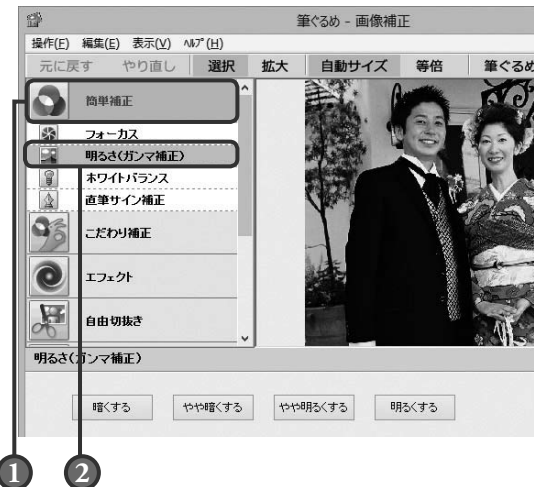 筆ぐるめ - 画像補正
操作(F) 編集(E) 表示(V) ﾍﾙﾌﾟ(H)
元に戻す やり直し 選択 拡大 自動サイズ 等倍 筆ぐるめ
簡単補正
フォーカス
明るさ(ガンマ補正)
ホワイトバランス
直筆サイン補正
こだわり補正
エフェクト
自由切抜き
明るさ(ガンマ補正)
暗くする やや暗くする やや明るくする 明るくする
1 2